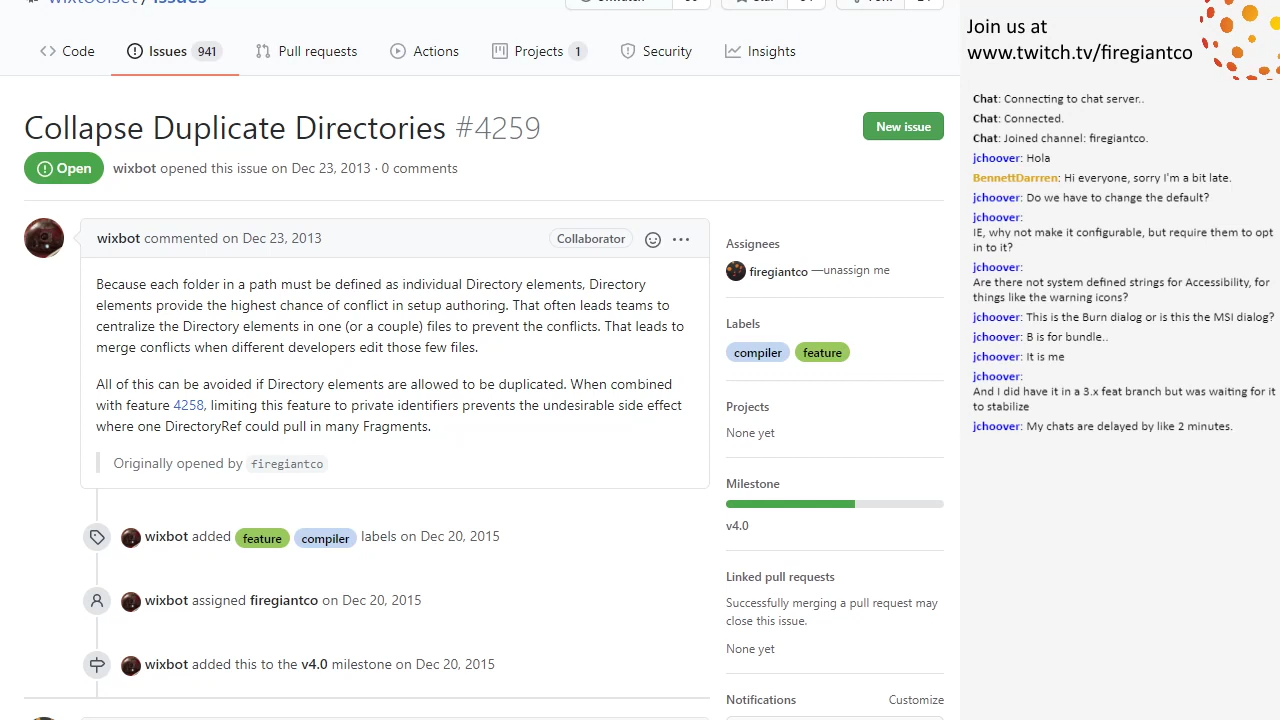 wixtoolset / Issues
Code
Issues 941
Pull requests
Actions
Projects 1
Security
Insights
Collapse Duplicate Directories #4259
New issue
Open
wixbot opened this issue on Dec 23, 2013 · 0 comments
wixbot commented on Dec 23, 2013
Collaborator
Because each folder in a path must be defined as individual Directory elements, Directory
elements provide the highest chance of conflict in setup authoring. That often leads teams to
centralize the Directory elements in one (or a couple) files to prevent the conflicts. That leads to
merge conflicts when different developers edit those few files.
All of this can be avoided if Directory elements are allowed to be duplicated. When combined
with feature 4258, limiting this feature to private identifiers prevents the undesirable side effect
where one DirectoryRef could pull in many Fragments.
Originally opened by firegiantco
wixbot added feature compiler labels on Dec 20, 2015
wixbot assigned firegiantco on Dec 20, 2015
wixbot added this to the v4.0 milestone on Dec 20, 2015
Assignees
firegiantco —unassign me
Labels
compiler feature
Projects
None yet
Milestone
v4.0
Linked pull requests
Successfully merging a pull request may
close this issue.
None yet
Notifications
Customize
Join us at
www.twitch.tv/firegiantco
Chat: Connecting to chat server..
Chat: Connected.
Chat: Joined channel: firegiantco.
jchoover: Hola
BennettDarrren: Hi everyone, sorry I'm a bit late.
jchoover: Do we have to change the default?
jchoover:
IE, why not make it configurable, but require them to opt
in to it?
jchoover:
Are there not system defined strings for Accessibility, for
things like the warning icons?
jchoover: This is the Burn dialog or is this the MSI dialog?
jchoover: B is for bundle..
jchoover: It is me
jchoover:
And I did have it in a 3.x feat branch but was waiting for it
to stabilize
jchoover: My chats are delayed by like 2 minutes.